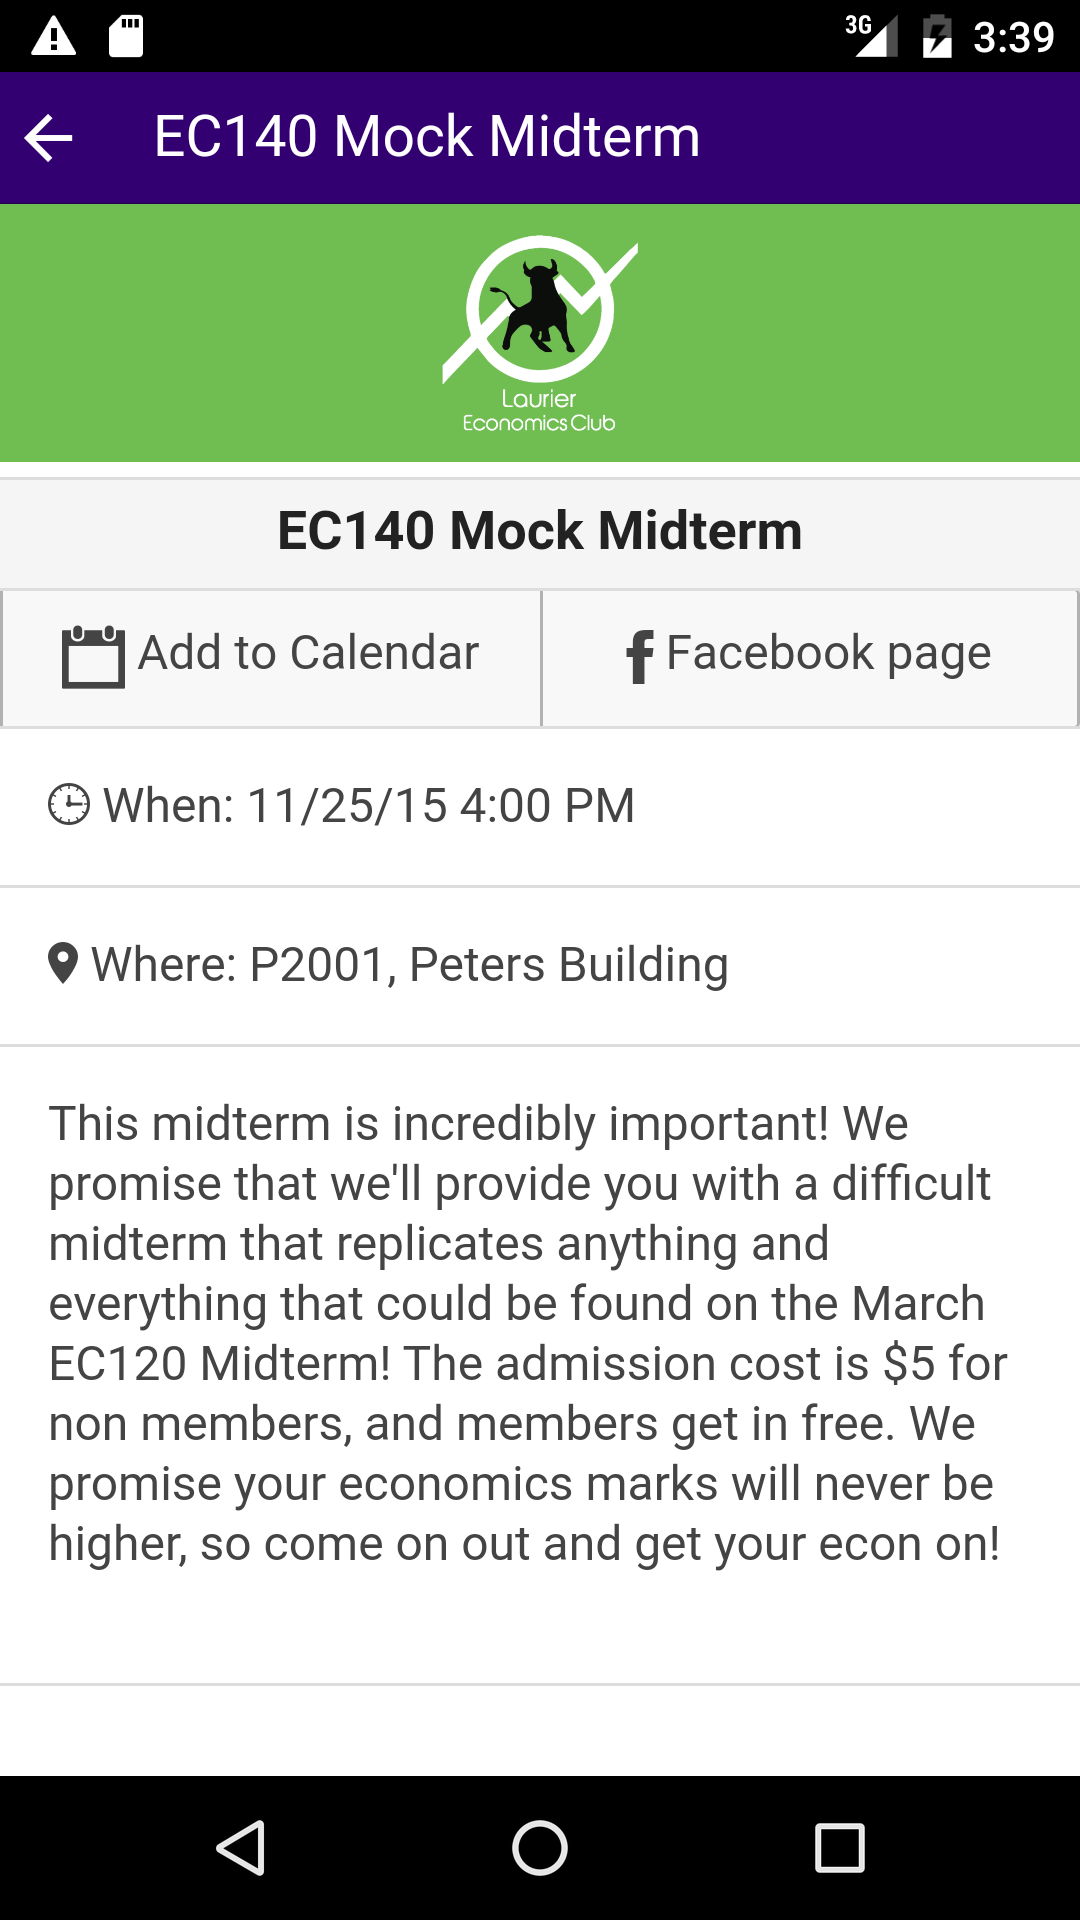 3G 3:39
EC140 Mock Midterm
Laurier
Economics Club
EC140 Mock Midterm
Add to Calendar
Facebook page
When: 11/25/15 4:00 PM
Where: P2001, Peters Building
This midterm is incredibly important! We
promise that we'll provide you with a difficult
midterm that replicates anything and
everything that could be found on the March
EC120 Midterm! The admission cost is $5 for
non members, and members get in free. We
promise your economics marks will never be
higher, so come on out and get your econ on!